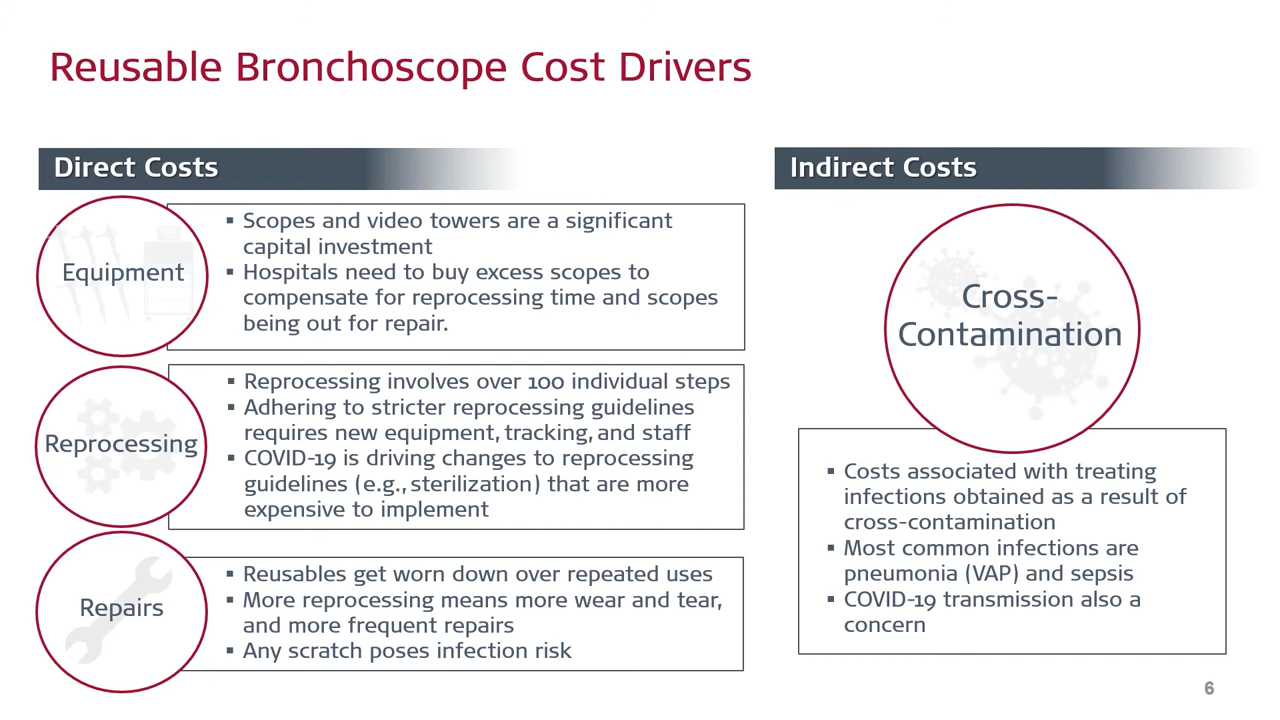 Reusable Bronchoscope Cost Drivers
Direct Costs
Equipment
▪ Scopes and video towers are a significant
capital investment
▪ Hospitals need to buy excess scopes to
compensate for reprocessing time and scopes
being out for repair.
Reprocessing
▪ Reprocessing involves over 100 individual steps
▪ Adhering to stricter reprocessing guidelines
requires new equipment, tracking, and staff
▪ COVID-19 is driving changes to reprocessing
guidelines (e.g., sterilization) that are more
expensive to implement
Repairs
▪ Reusables get worn down over repeated uses
▪ More reprocessing means more wear and tear,
and more frequent repairs
▪ Any scratch poses infection risk
Indirect Costs
Cross-
Contamination
▪ Costs associated with treating
infections obtained as a result of
cross-contamination
▪ Most common infections are
pneumonia (VAP) and sepsis
▪ COVID-19 transmission also a
concern
6